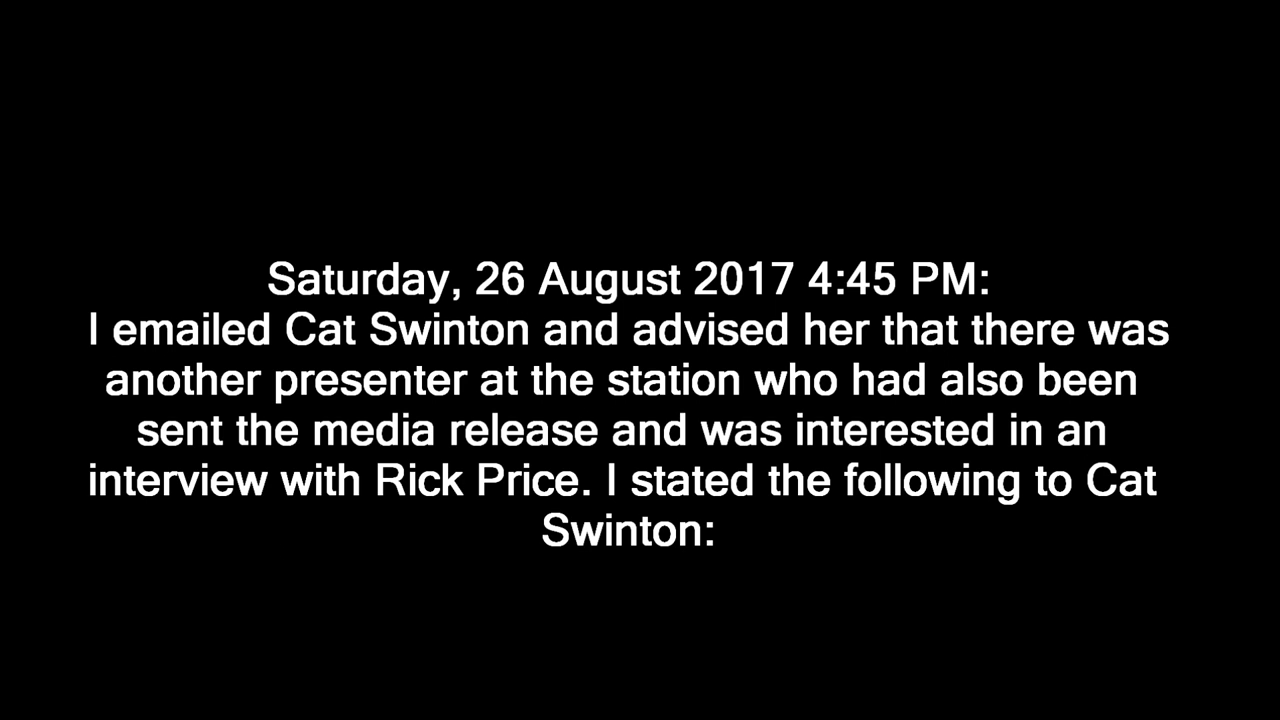 Saturday, 26 August 2017 4:45 PM:
I emailed Cat Swinton and advised her that there was
another presenter at the station who had also been
sent the media release and was interested in an
interview with Rick Price. I stated the following to Cat
Swinton: